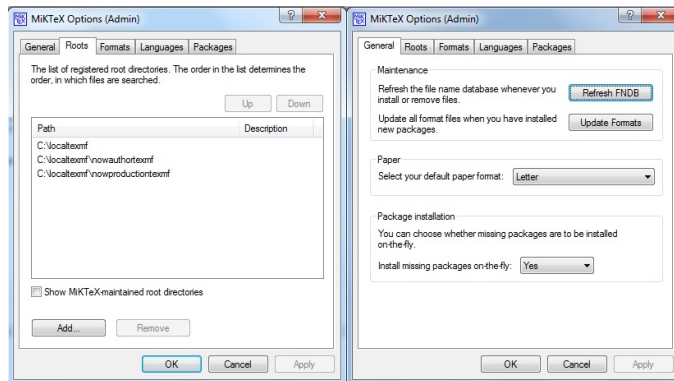 MiKTeX Options (Admin)
General Roots Formats Languages Packages
The list of registered root directories. The order in the list determines the
order, in which files are searched.
Up Down
Path Description
C:\localtexmf
C:\localtexmf\nowauthortexmf
C:\localtexmf\nowproductiontexmf
Show MiKTeX-maintained root directories
Add... Remove
OK Cancel Apply
MiKTeX Options (Admin)
General Roots Formats Languages Packages
Maintenance
Refresh the file name database whenever you
install or remove files.
Refresh FNDB
Update all format files when you have installed
new packages.
Update Formats
Paper
Select your default paper format: Letter
Package installation
You can choose whether missing packages are to be installed
on-the-fly.
Install missing packages on-the-fly: Yes
OK Cancel Apply